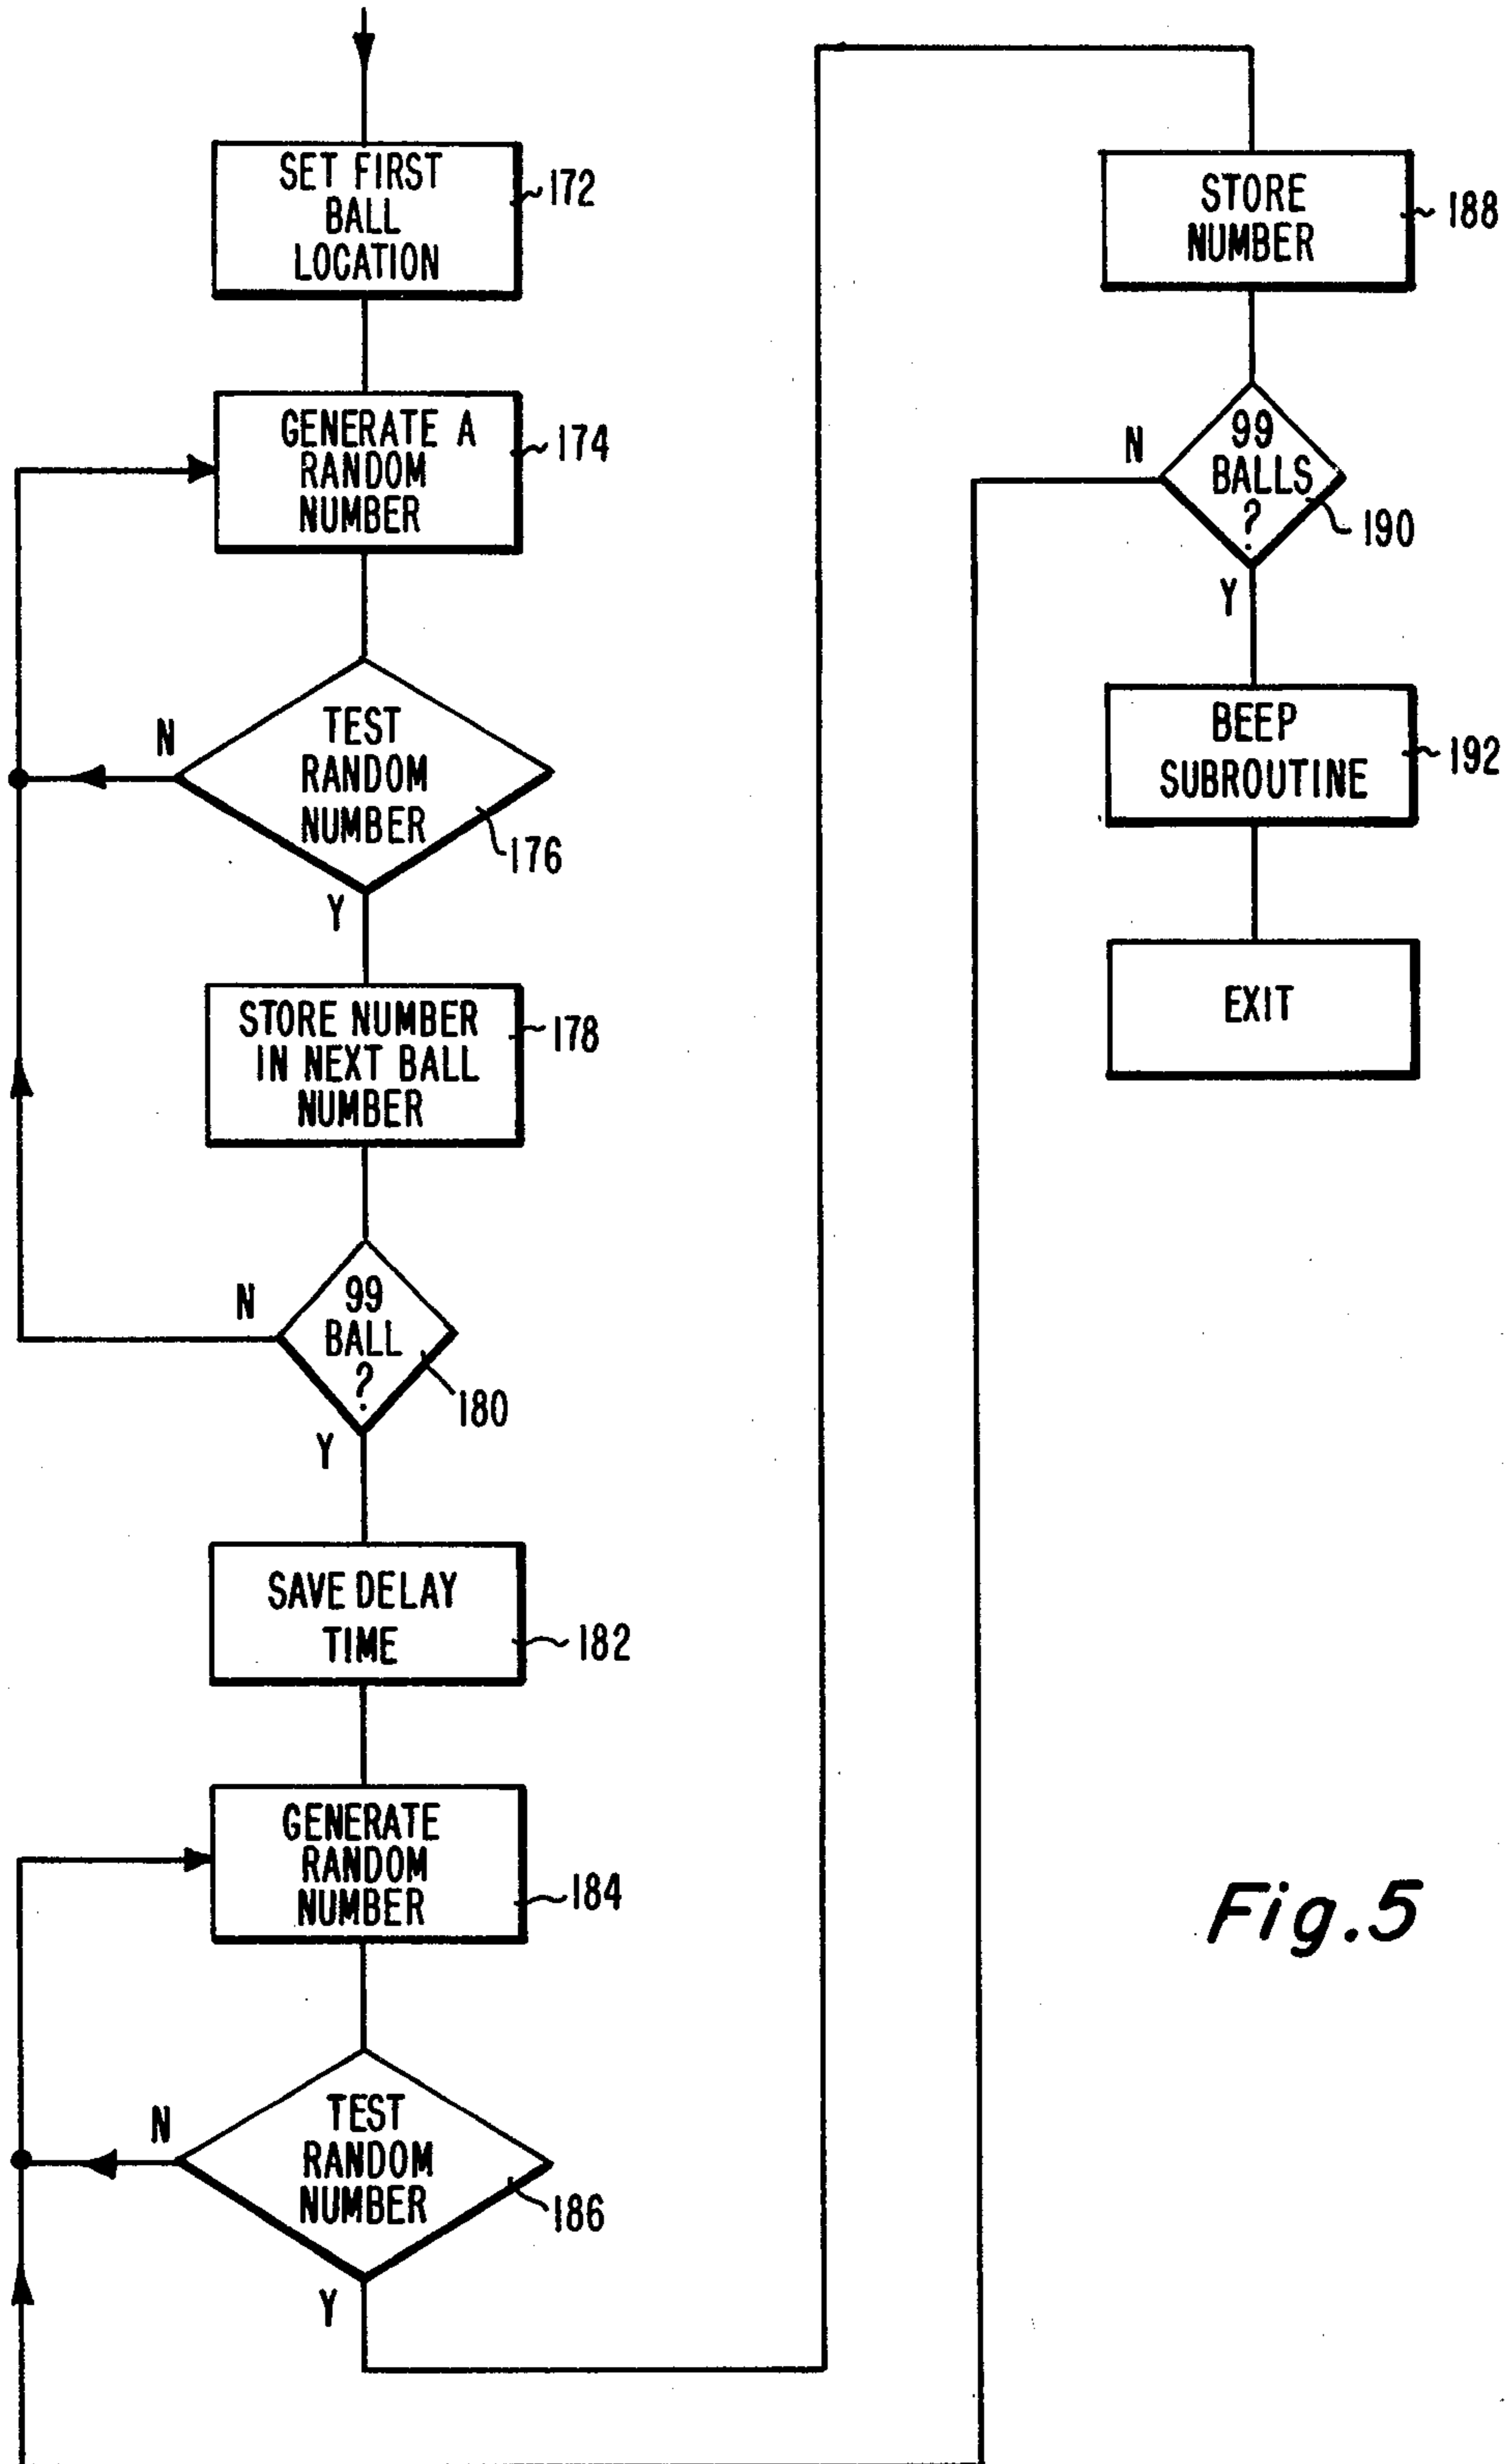 SET FIRST
BALL
LOCATION
172
GENERATE A
RANDOM
NUMBER
174
TEST
RANDOM
NUMBER
N
176
Y
STORE NUMBER
IN NEXT BALL
NUMBER
178
99
BALL
?
N
180
Y
SAVE DELAY
TIME
182
GENERATE
RANDOM
NUMBER
184
TEST
RANDOM
NUMBER
N
186
Y
STORE
NUMBER
188
99
BALLS
?
N
190
Y
BEEP
SUBROUTINE
192
EXIT
Fig.5